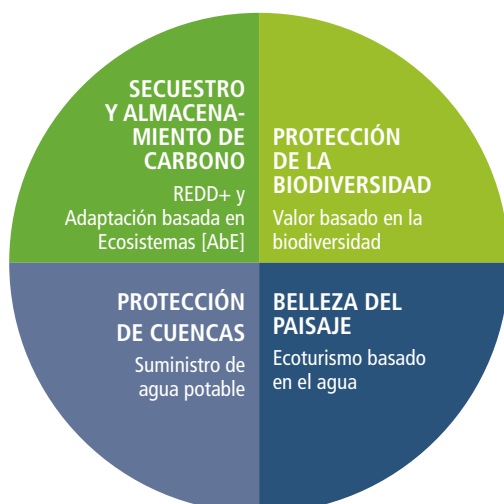 SECUESTRO
Y ALMACENA-
MIENTO DE
CARBONO
REDD+ y
Adaptación basada en
Ecosistemas [AbE]
PROTECCIÓN
DE LA
BIODIVERSIDAD
Valor basado en la
biodiversidad
PROTECCIÓN
DE CUENCAS
Suministro de
agua potable
BELLEZA DEL
PAISAJE
Ecoturismo basado
en el agua